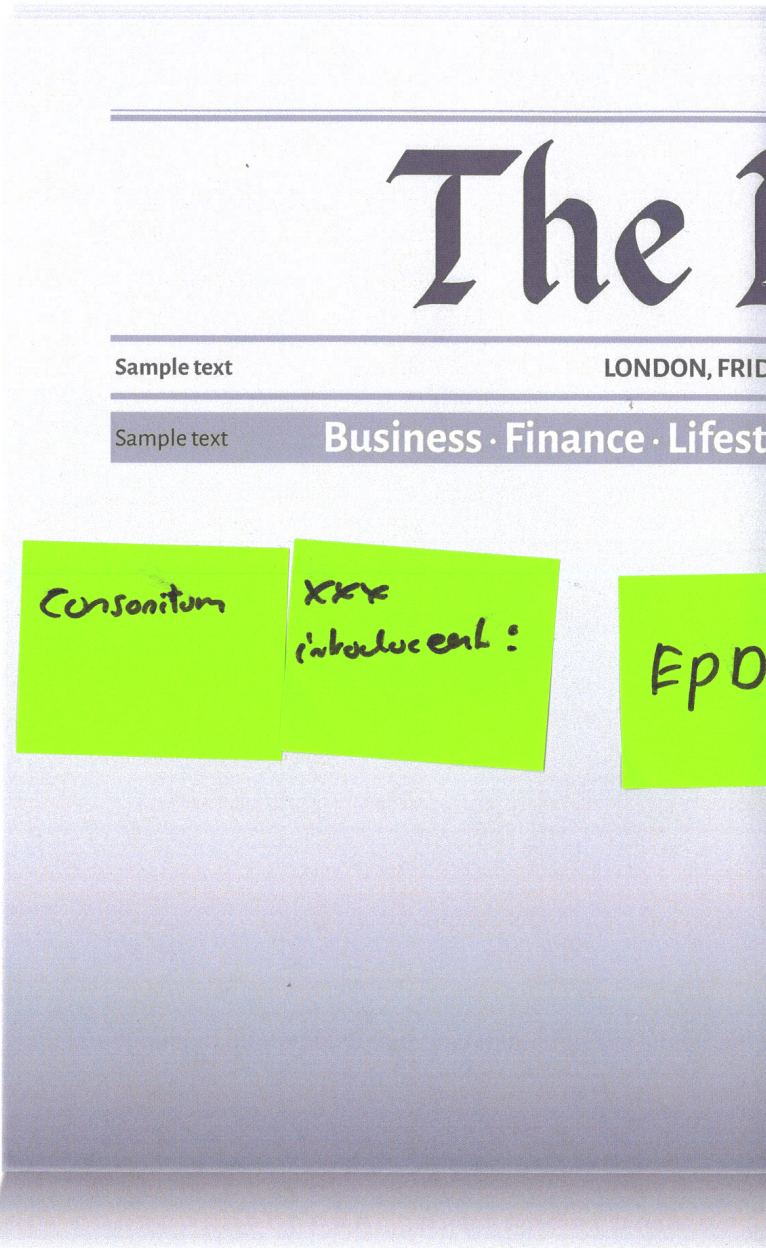 The
Sample text LONDON, FRID
Sample text Business · Finance · Lifest
Consonitum
xxx
introduceert :
EpD